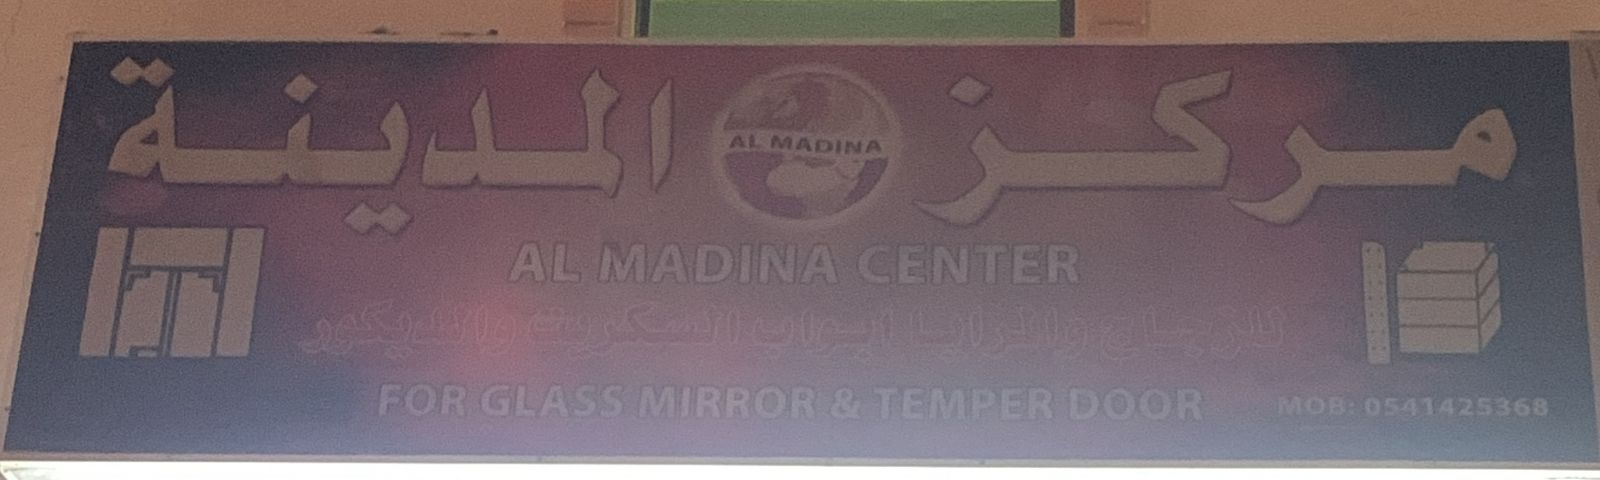 مركز المدينة
AL MADINA
AL MADINA CENTER
للزجاج والمرايا ابواب السكريت والديكور
FOR GLASS MIRROR & TEMPER DOOR
MOB: 0541425368